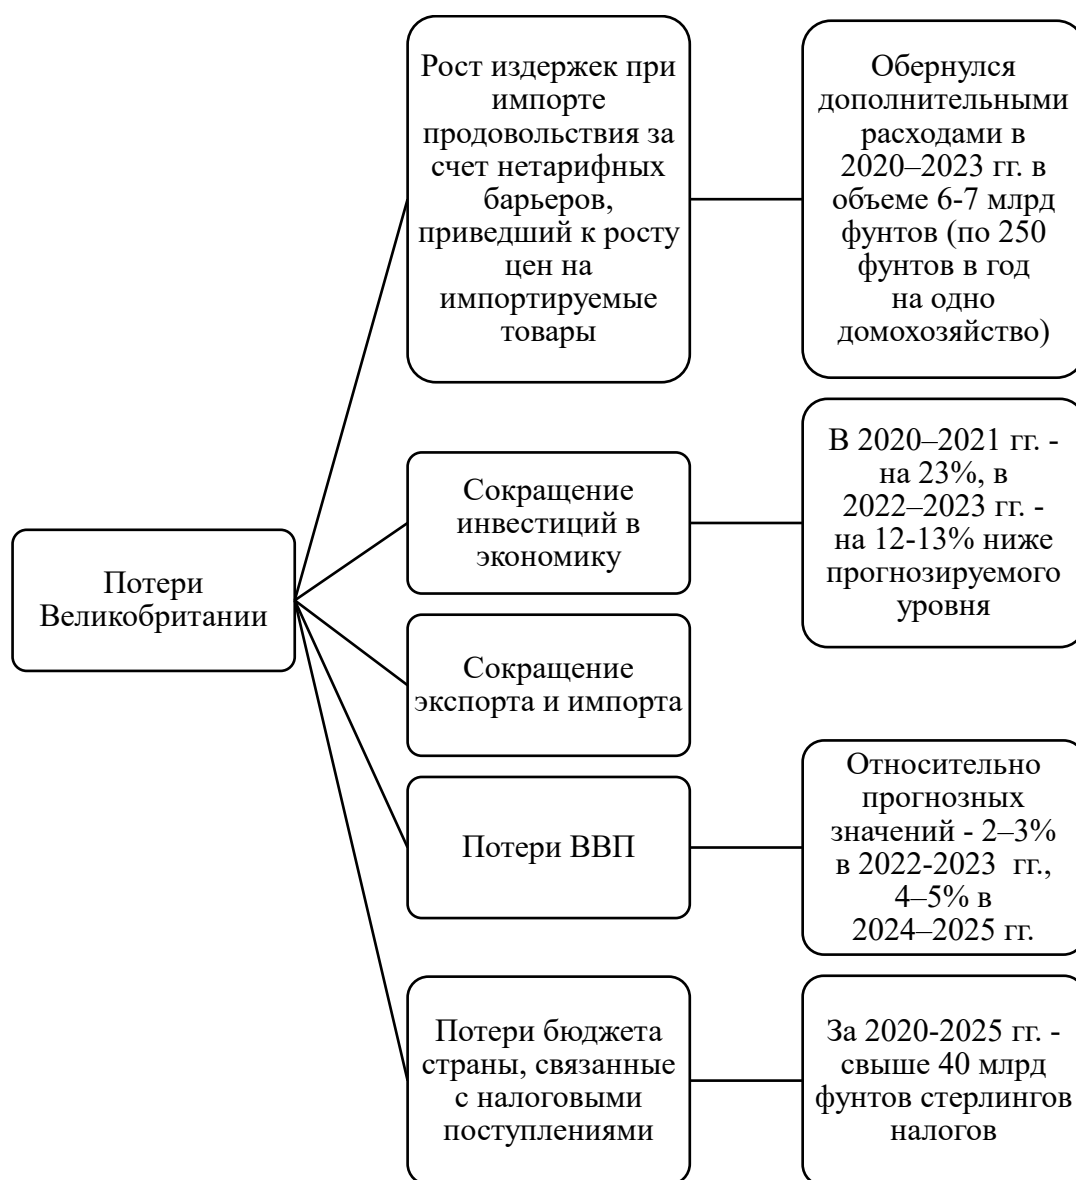 Потери
Великобритании
Рост издержек при
импорте
продовольствия за
счет нетарифных
барьеров,
приведший к росту
цен на
импортируемые
товары
Обернулся
дополнительными
расходами в
2020–2023 гг. в
объеме 6-7 млрд
фунтов (по 250
фунтов в год
на одно
домохозяйство)
Сокращение
инвестиций в
экономику
В 2020–2021 гг. -
на 23%, в
2022–2023 гг. -
на 12-13% ниже
прогнозируемого
уровня
Сокращение
экспорта и импорта
Потери ВВП
Относительно
прогнозных
значений - 2–3%
в 2022-2023 гг.,
4–5% в
2024–2025 гг.
Потери бюджета
страны, связанные
с налоговыми
поступлениями
За 2020-2025 гг. -
свыше 40 млрд
фунтов стерлингов
налогов